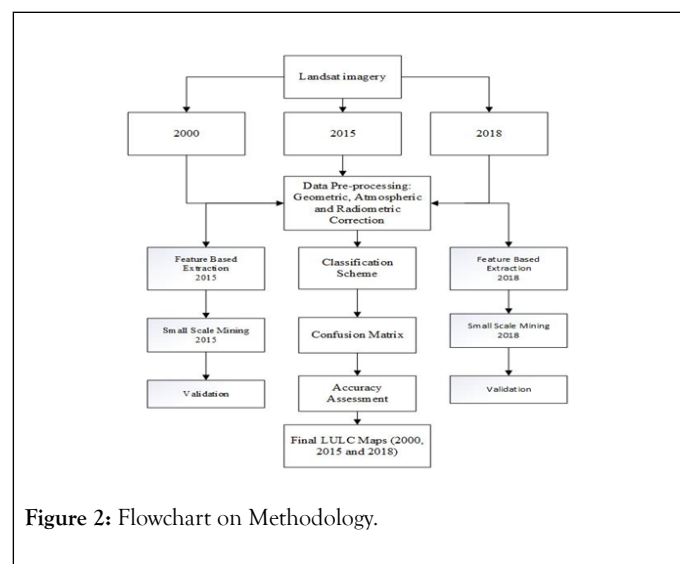 Landsat imagery
2000
2015
2018
Data Pre-processing:
Geometric, Atmospheric
and Radiometric
Correction
Feature Based
Extraction
2015
Classification
Scheme
Feature Based
Extraction
2018
Small Scale Mining
2015
Confusion Matrix
Small Scale Mining
2018
Validation
Accuracy
Assessment
Validation
Final LULC Maps (2000,
2015 and 2018)
Figure 2: Flowchart on Methodology.